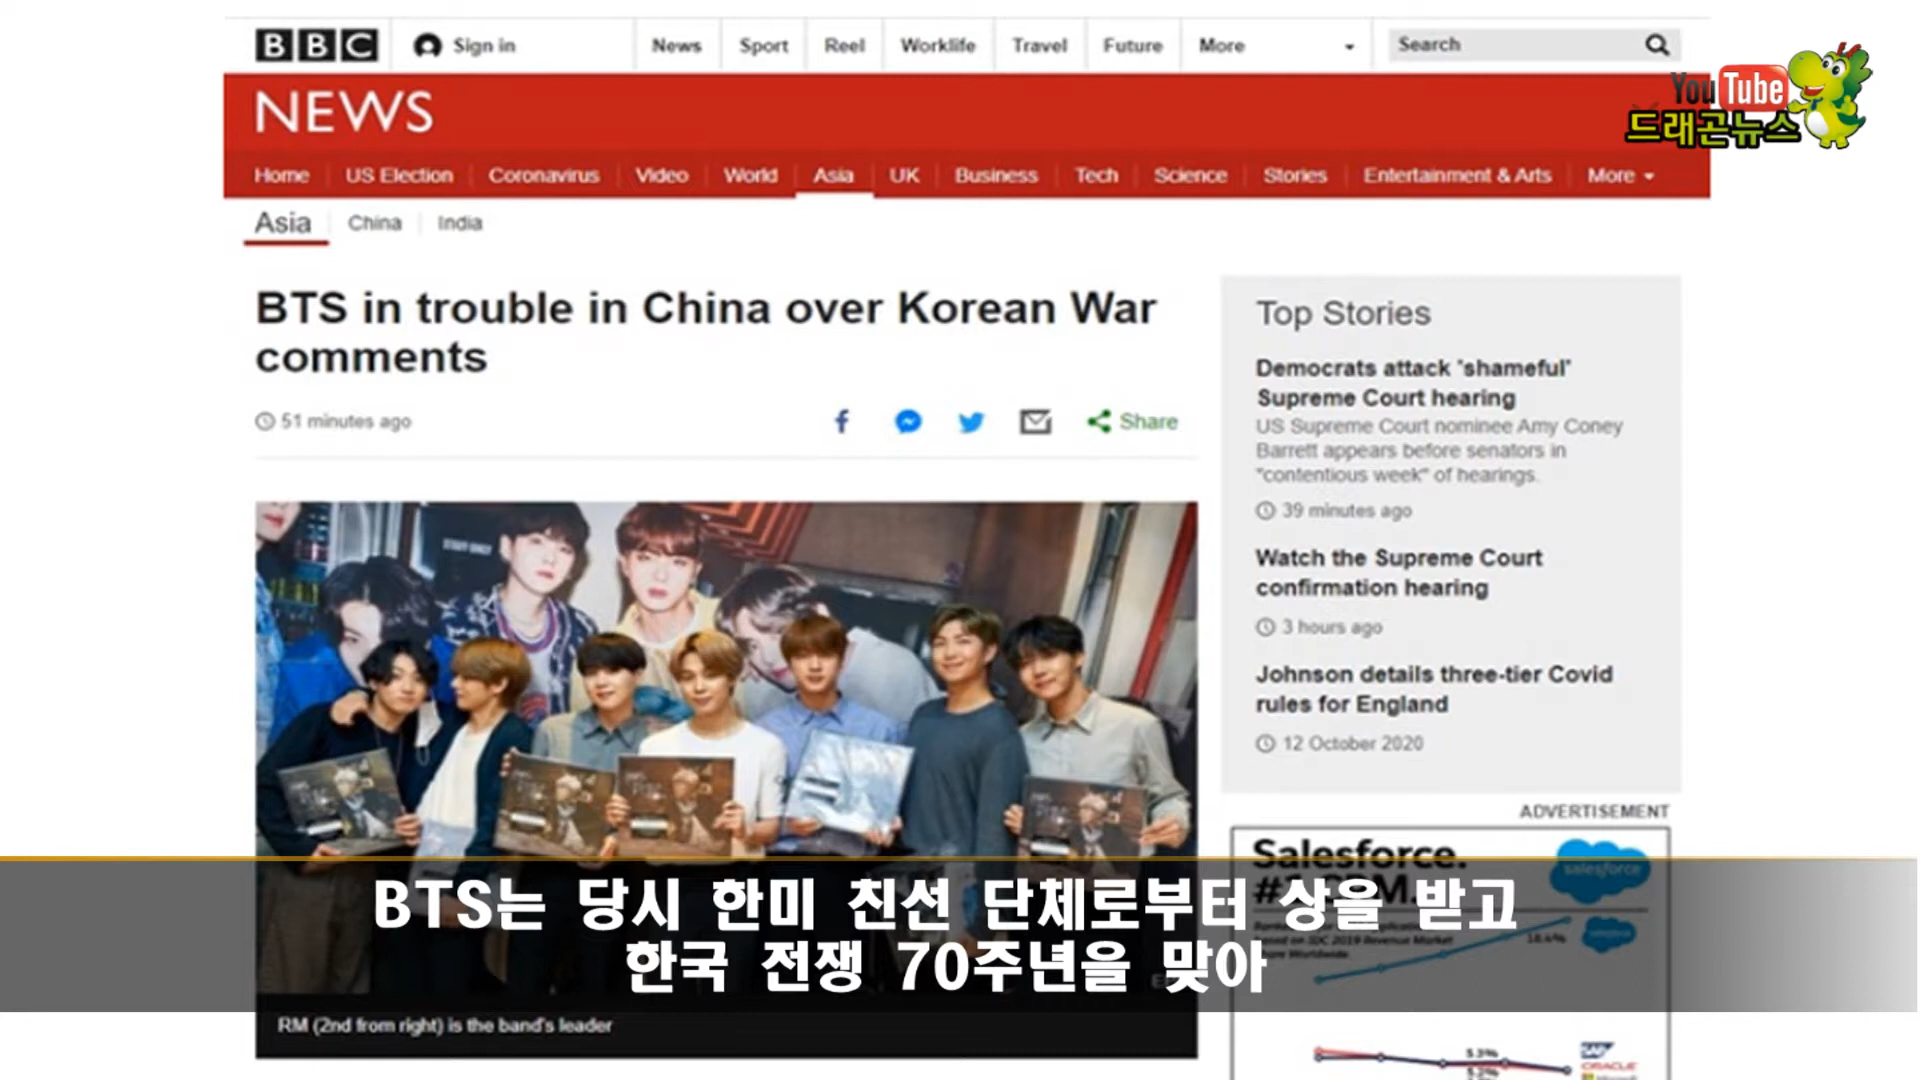 BBC
Sign in
News
Sport
Reel
Worklife
Travel
Future
More
Search
YouTube
드래곤뉴스
NEWS
Home
US Election
Coronavirus
Video
World
Asia
UK
Business
Tech
Science
Stories
Entertainment & Arts
More
Asia
China
India
BTS in trouble in China over Korean War
comments
51 minutes ago
Share
Top Stories
Democrats attack 'shameful'
Supreme Court hearing
US Supreme Court nominee Amy Coney
Barrett appears before senators in
"contentious week" of hearings.
39 minutes ago
Watch the Supreme Court
confirmation hearing
3 hours ago
Johnson details three-tier Covid
rules for England
12 October 2020
ADVERTISEMENT
Salesforce.
salesforce
BTS는 당시 한미 친선 단체로부터 상을 받고
한국 전쟁 70주년을 맞아
RM (2nd from right) is the band's leader
5.3%
SAP
ORACLE